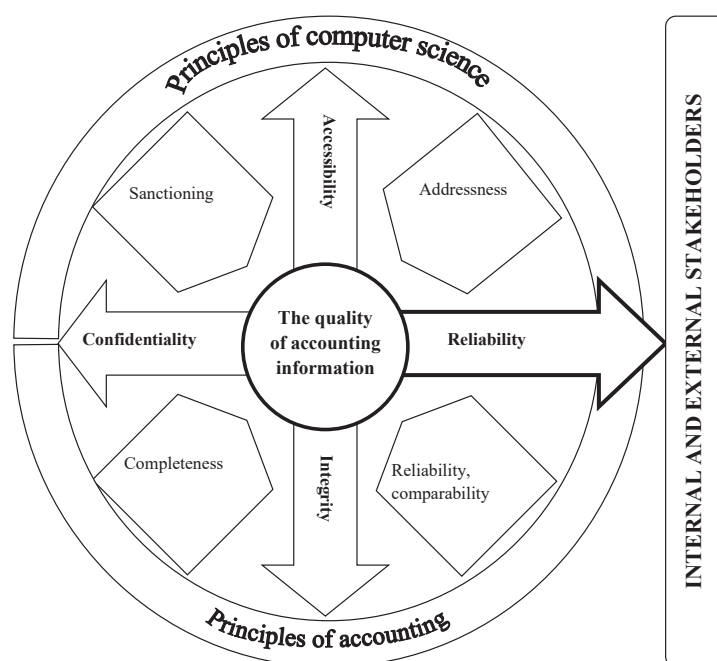 Principles of computer science
Accessibility
Sanctioning
Addressness
Confidentiality
The quality
of accounting
information
Reliability
Completeness
Integrity
Reliability,
comparability
Principles of accounting
INTERNAL AND EXTERNAL STAKEHOLDERS